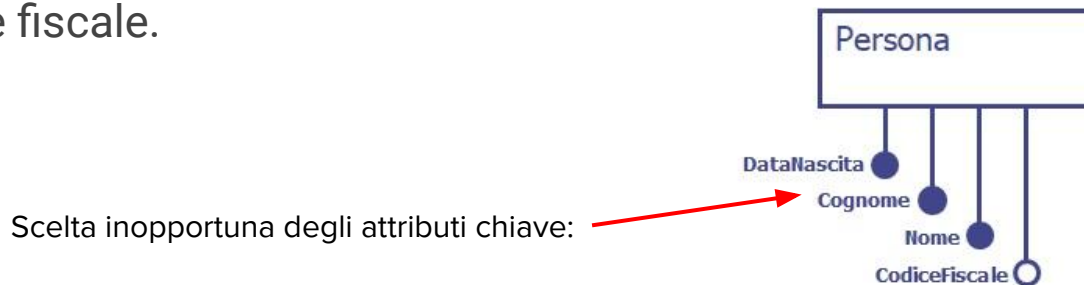 e fiscale.
Persona
DataNascita
Cognome
Scelta inopportuna degli attributi chiave:
Nome
CodiceFiscale